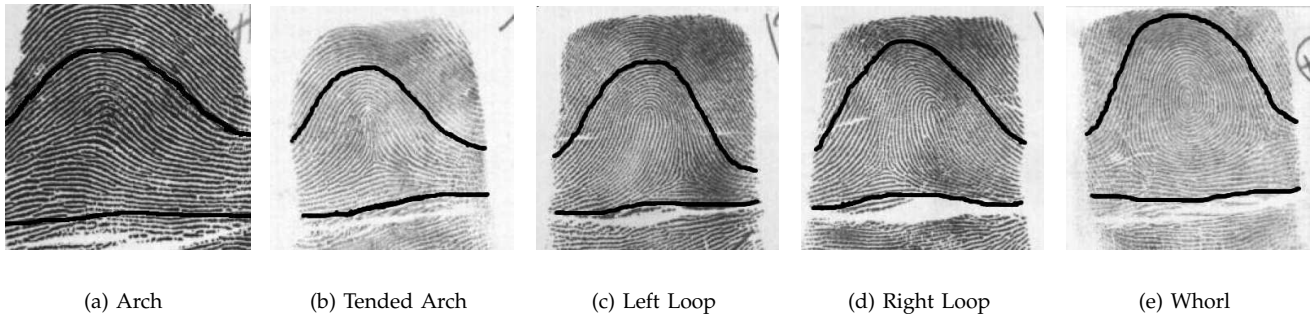 (a) Arch
(b) Tended Arch
(c) Left Loop
(d) Right Loop
(e) Whorl